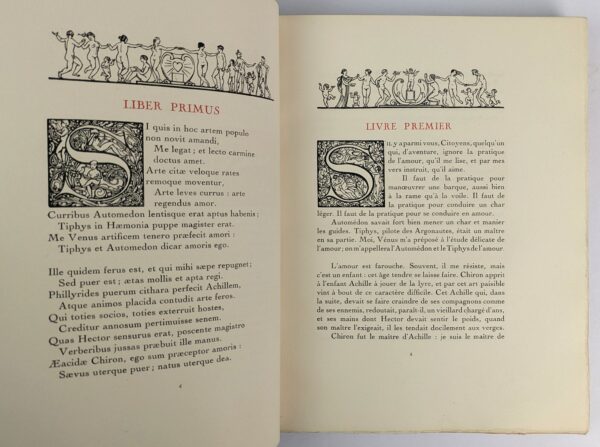 LIBER PRIMUS
SI quis in hoc artem populo
non novit amandi,
Me legat; et lecto carmine
doctus amet.
Arte citæ veloque rates
remoque moventur,
Arte leves currus : arte
regendus amor.
Curribus Automedon lentisque erat aptus habenis;
Tiphys in Hæmonia puppe magister erat.
Me Venus artificem tenero præfecit amori :
Tiphys et Automedon dicar amoris ego.
Ille quidem ferus est, et qui mihi sæpe repugnet;
Sed puer est; ætas mollis et apta regi.
Phillyrides puerum cithara perfecit Achillem,
Atque animos placida contudit arte feros.
Qui toties socios, toties exterruit hostes,
Creditur annosum pertimuisse senem.
Quas Hector sensurus erat, poscente magistro
Verberibus jussas præbuit ille manus.
Æacidæ Chiron, ego sum præceptor amoris :
Sævus uterque puer; natus uterque dea.
LIVRE PREMIER
S'IL y a parmi vous, Citoyens, quelqu'un
qui, d'aventure, ignore la pratique
de l'amour, qu'il me lise, et par mes
vers instruit, qu'il aime.
Il faut de la pratique pour
manœuvrer une barque, aussi bien
à la rame qu'à la voile. Il faut de la
pratique pour conduire un char
léger. Il faut de la pratique pour se conduire en amour.
Automédon savait fort bien mener un char et manier
les guides. Tiphys, pilote des Argonautes, était un maître
en sa partie. Moi, Vénus m'a préposé à l'étude délicate de
l'amour; on m'appellera l'Automédon et le Tiphys de l'amour.
L'amour est farouche. Souvent, il me résiste, mais
c'est un enfant : cet âge tendre se laisse faire. Chiron apprit
à l'enfant Achille à jouer de la lyre, et par cet art paisible
vint à bout de ce caractère difficile. Cet Achille qui, dans
la suite, devait se faire craindre de ses compagnons comme
de ses ennemis, redoutait, paraît-il, un vieillard chargé d'ans,
et ses mains dont Hector devait sentir le poids, quand
son maître l'exigeait, il les tendait docilement aux verges.
Chiron fut le maître d'Achille : je suis le maître de